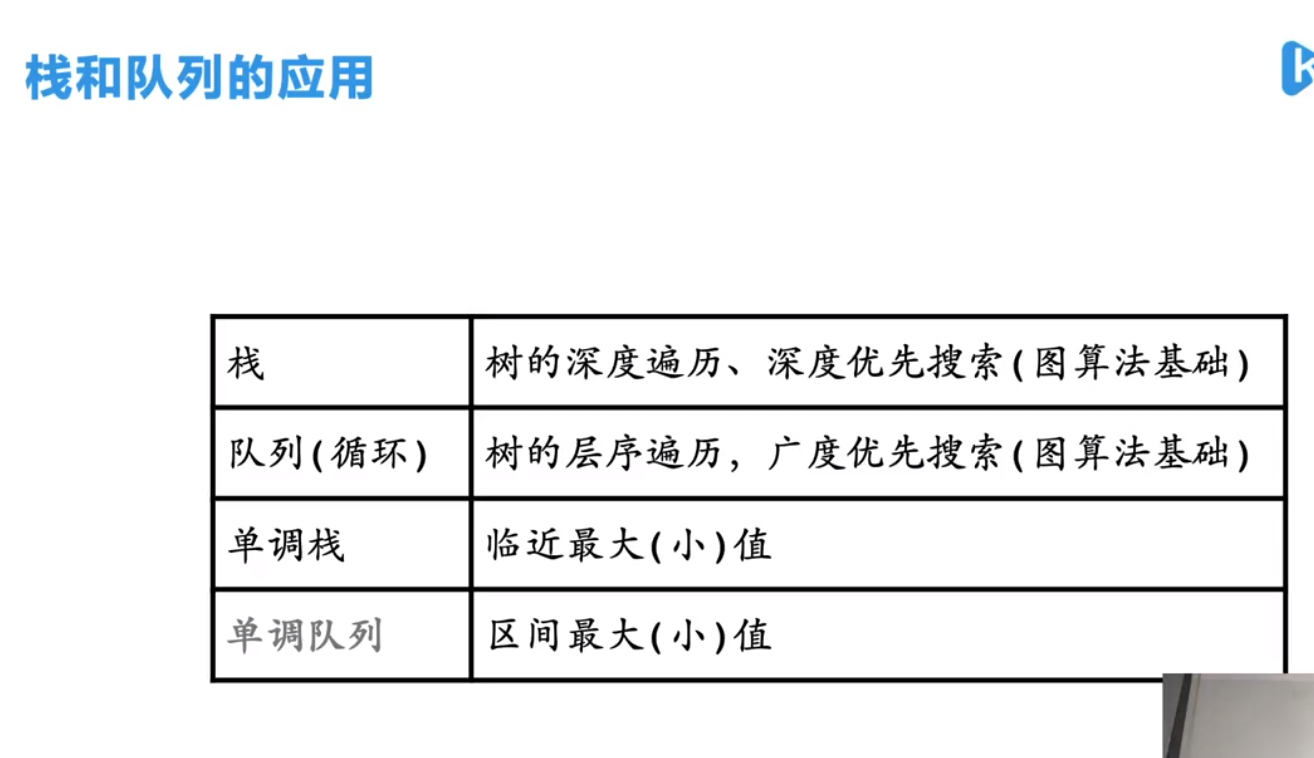 栈和队列的应用
栈 树的深度遍历、深度优先搜索(图算法基础)
队列(循环) 树的层序遍历，广度优先搜索(图算法基础)
单调栈 临近最大(小)值
单调队列 区间最大(小)值